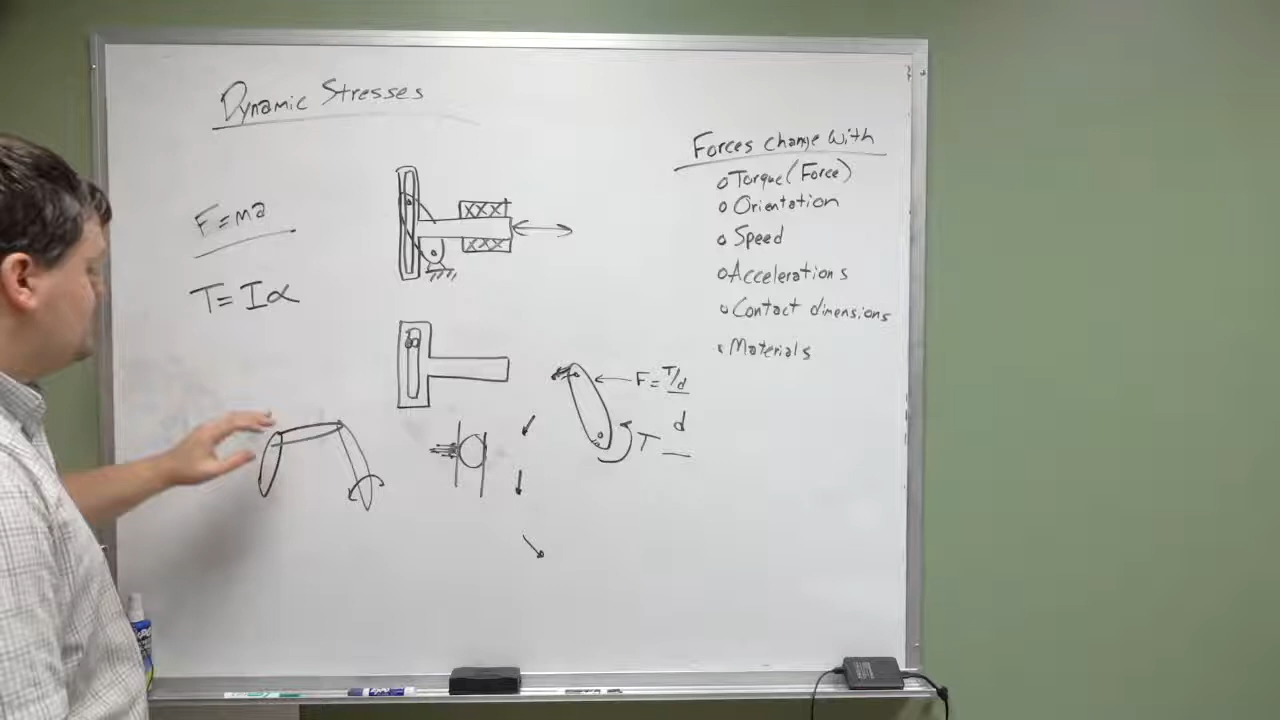 Dynamic Stresses
F = ma
T = Iα
F = T/d
d
T
Forces change with
Torque (Force)
Orientation
Speed
Accelerations
Contact dimensions
Materials